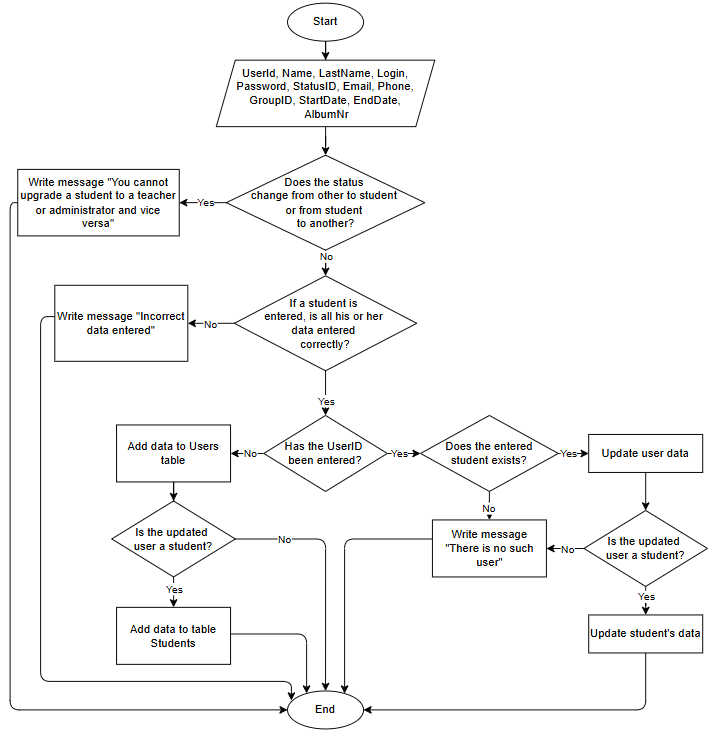 Start
UserId, Name, LastName, Login,
Password, StatusID, Email, Phone,
GroupID, StartDate, EndDate,
AlbumNr
Write message "You cannot
upgrade a student to a teacher
or administrator and vice
versa"
Yes
Does the status
change from other to student
or from student
to another?
No
Write message "Incorrect
data entered"
No
If a student is
entered, is all his or her
data entered
correctly?
Yes
Add data to Users
table
No
Has the UserID
been entered?
Yes
Does the entered
student exists?
Yes
Update user data
Is the updated
user a student?
No
No
Write message
"There is no such
user"
No
Is the updated
user a student?
Yes
Yes
Add data to table
Students
Update student's data
End